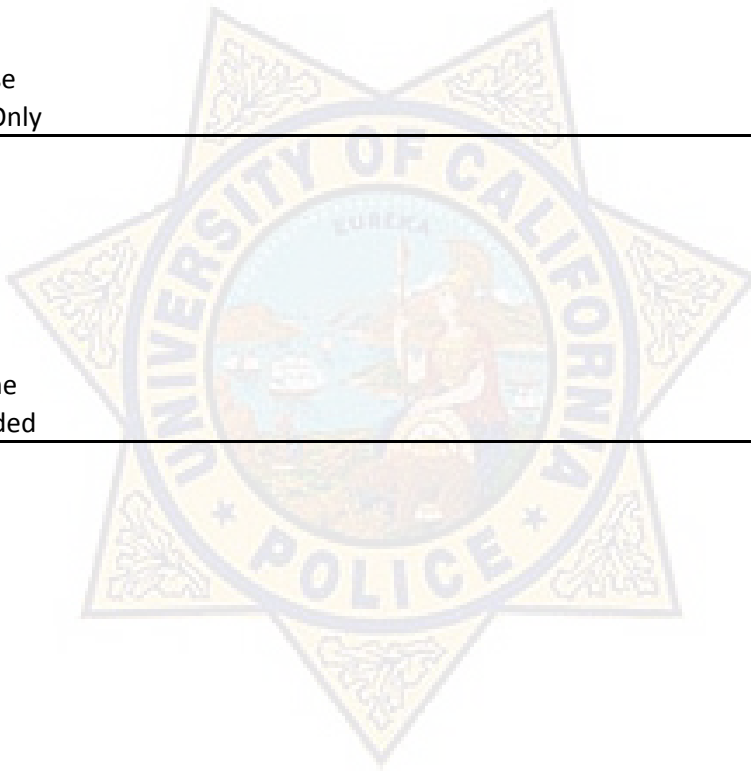 e
Only
UNIVERSITY OF CALIFORNIA
EUREKA
ne
ded
POLICE